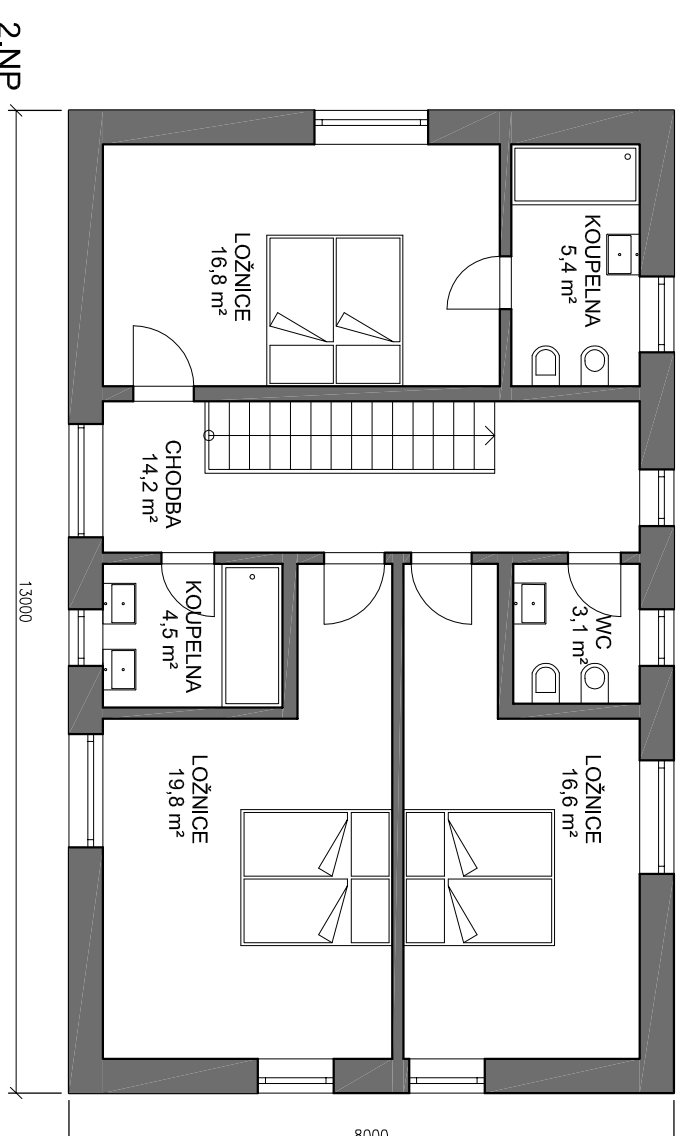 2.NP
KOUPELNA
5,4 m²
LOŽNICE
16,8 m²
CHODBA
14,2 m²
KOUPELNA
4,5 m²
WC
3,1 m²
LOŽNICE
19,8 m²
LOŽNICE
16,6 m²
13000
8000